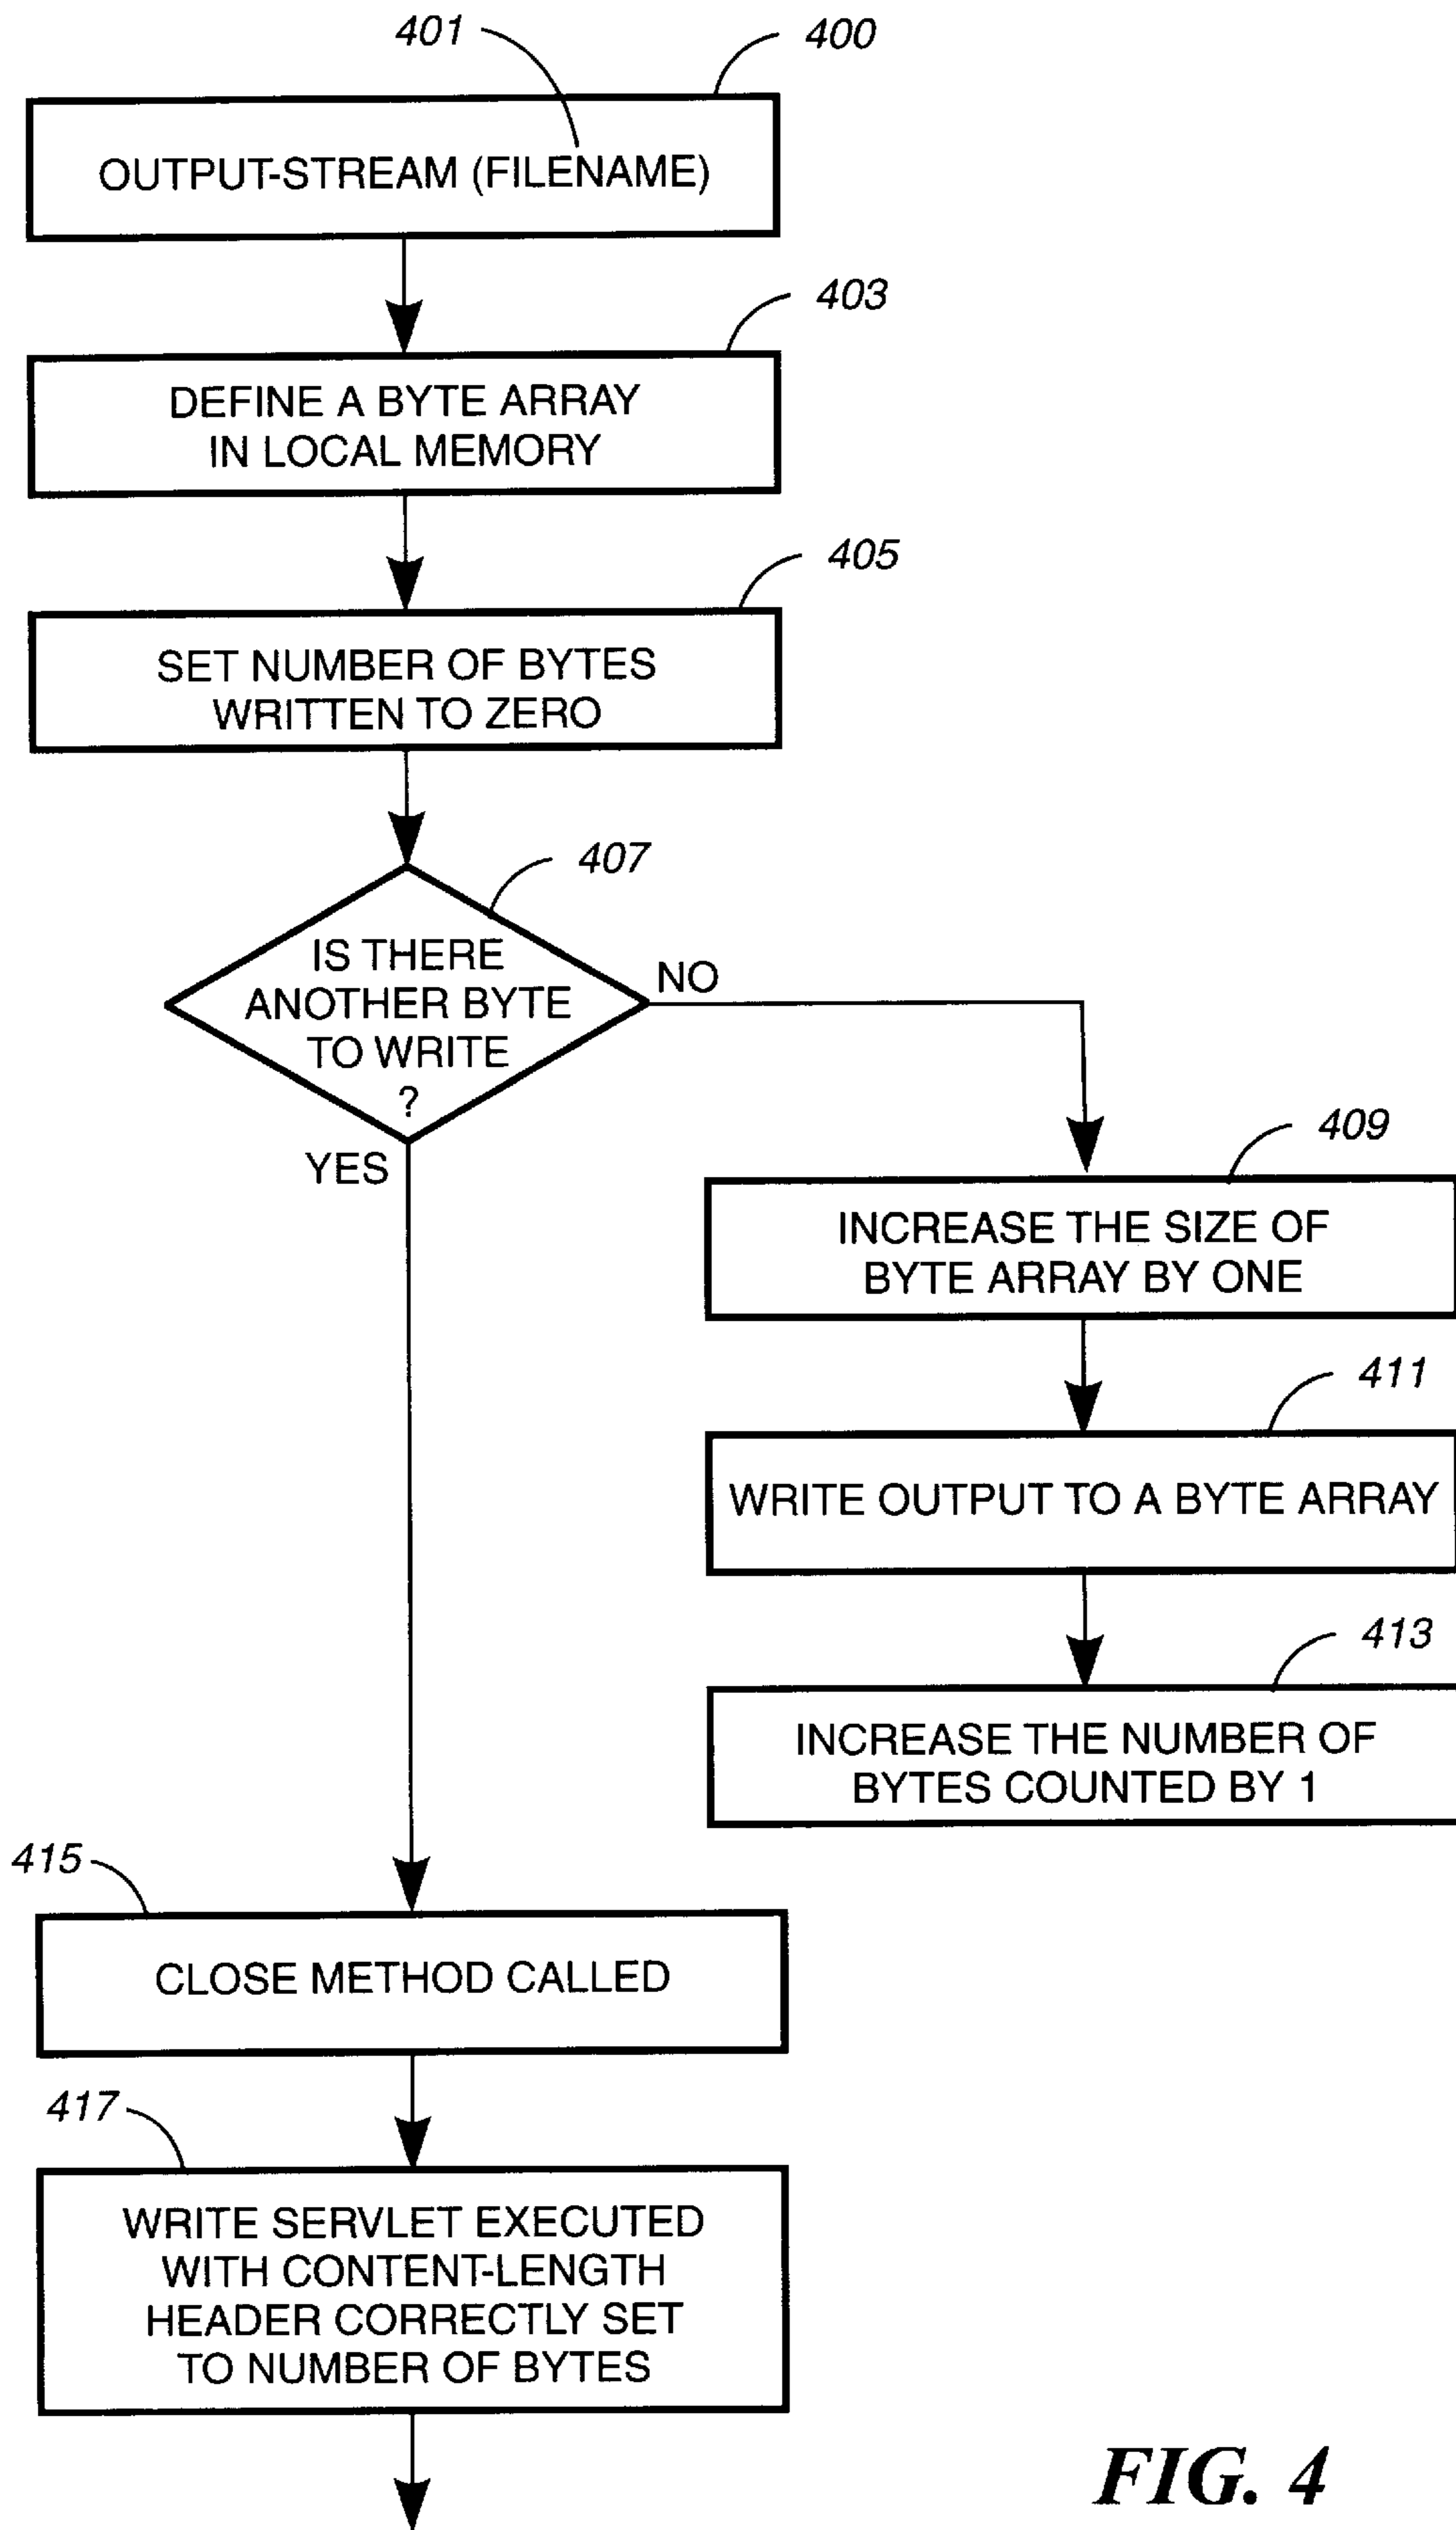 401
400
OUTPUT-STREAM (FILENAME)
403
DEFINE A BYTE ARRAY
IN LOCAL MEMORY
405
SET NUMBER OF BYTES
WRITTEN TO ZERO
407
IS THERE
ANOTHER BYTE
TO WRITE
?
NO
YES
409
INCREASE THE SIZE OF
BYTE ARRAY BY ONE
411
WRITE OUTPUT TO A BYTE ARRAY
413
INCREASE THE NUMBER OF
BYTES COUNTED BY 1
415
CLOSE METHOD CALLED
417
WRITE SERVLET EXECUTED
WITH CONTENT-LENGTH
HEADER CORRECTLY SET
TO NUMBER OF BYTES
FIG. 4